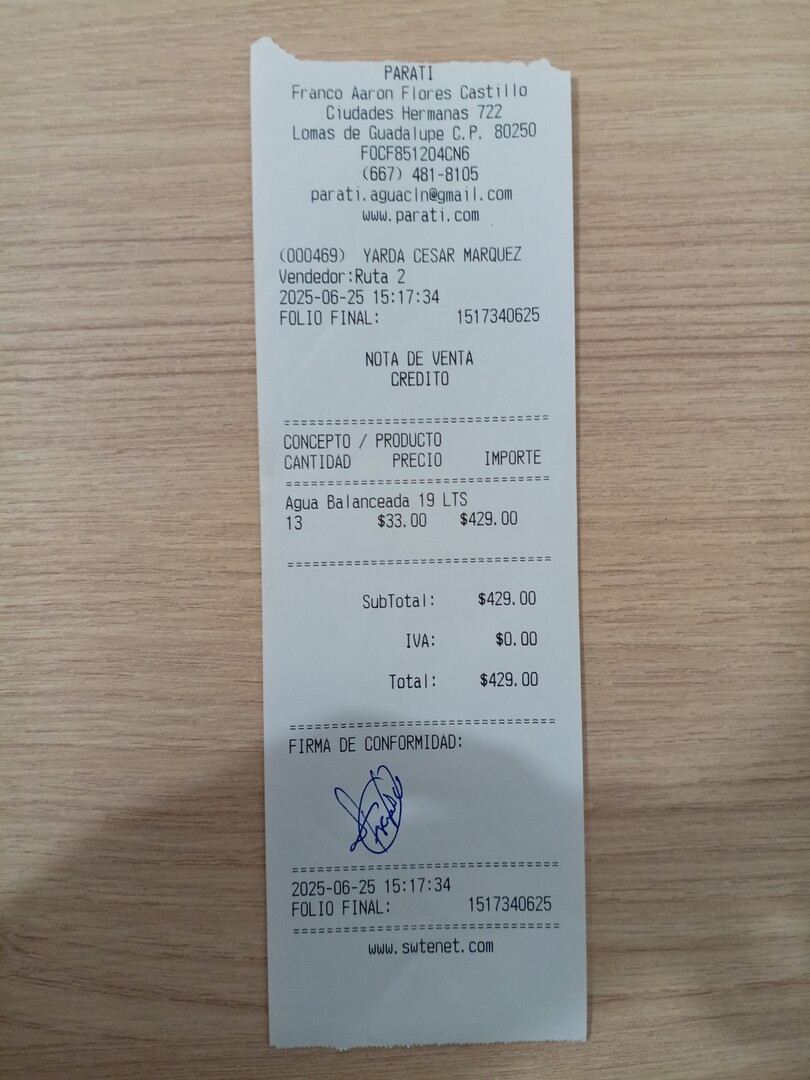 PARATI
Franco Aaron Flores Castillo
Ciudades Hermanas 722
Lomas de Guadalupe C.P. 80250
FOCF851204CN6
(667) 481-8105
parati.aguacln@gmail.com
www.parati.com
(000469) YARDA CESAR MARQUEZ
Vendedor:Ruta 2
2025-06-25 15:17:34
FOLIO FINAL: 1517340625
NOTA DE VENTA
CREDITO
================================
CONCEPTO / PRODUCTO
CANTIDAD PRECIO IMPORTE
================================
Agua Balanceada 19 LTS
13 $33.00 $429.00
================================
SubTotal: $429.00
IVA: $0.00
Total: $429.00
================================
FIRMA DE CONFORMIDAD:
================================
2025-06-25 15:17:34
FOLIO FINAL: 1517340625
================================
www.swtenet.com